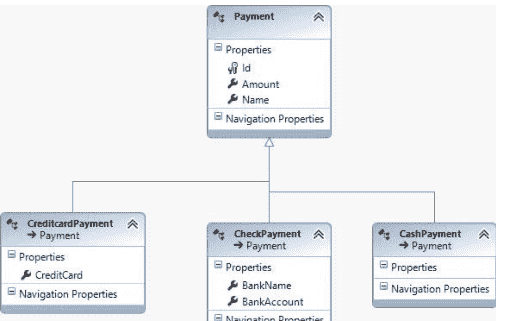 Payment
Properties
Id
Amount
Name
Navigation Properties
CreditcardPayment
→ Payment
Properties
CreditCard
Navigation Properties
CheckPayment
→ Payment
Properties
BankName
BankAccount
Navigation Properties
CashPayment
→ Payment
Properties
Navigation Properties